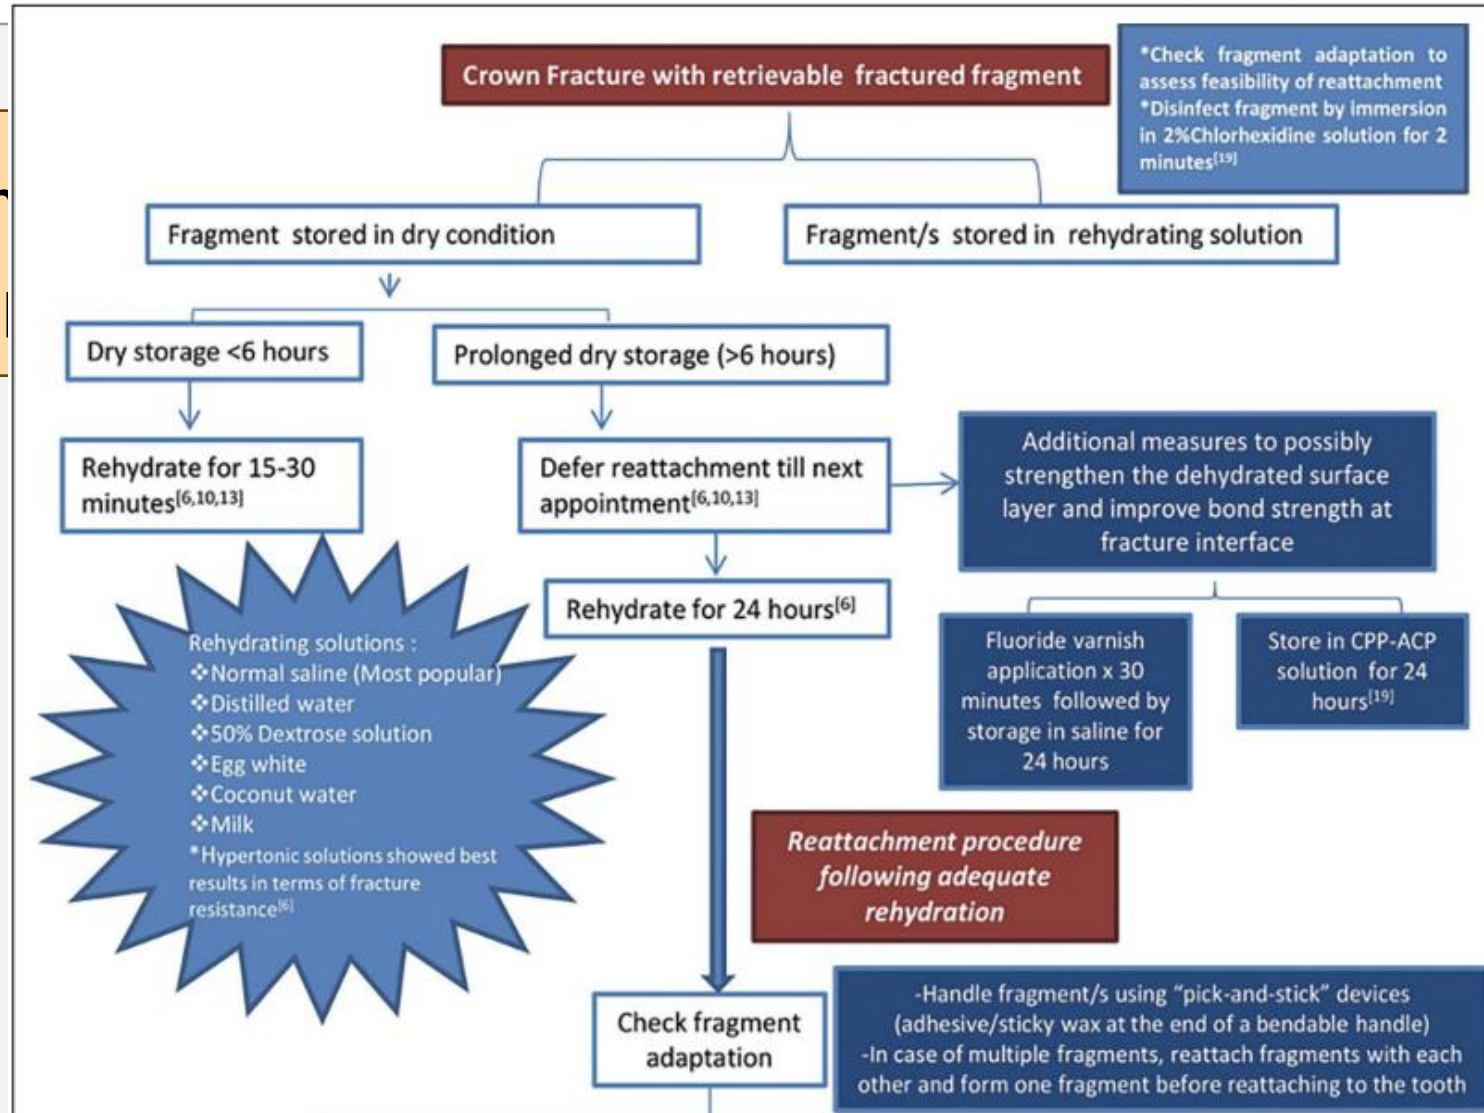 Crown Fracture with retrievable fractured fragment
*Check fragment adaptation to
assess feasibility of reattachment
*Disinfect fragment by immersion
in 2%Chlorhexidine solution for 2
minutes[19]
Fragment stored in dry condition
Fragment/s stored in rehydrating solution
Dry storage <6 hours
Prolonged dry storage (>6 hours)
Rehydrate for 15-30
minutes[6,10,13]
Defer reattachment till next
appointment[6,10,13]
Additional measures to possibly
strengthen the dehydrated surface
layer and improve bond strength at
fracture interface
Rehydrate for 24 hours[6]
Fluoride varnish
application x 30
minutes followed by
storage in saline for
24 hours
Store in CPP-ACP
solution for 24
hours[19]
Rehydrating solutions :
❖Normal saline (Most popular)
❖Distilled water
❖50% Dextrose solution
❖Egg white
❖Coconut water
❖Milk
*Hypertonic solutions showed best
results in terms of fracture
resistance[6]
Reattachment procedure
following adequate
rehydration
Check fragment
adaptation
-Handle fragment/s using “pick-and-stick” devices
(adhesive/sticky wax at the end of a bendable handle)
-In case of multiple fragments, reattach fragments with each
other and form one fragment before reattaching to the tooth